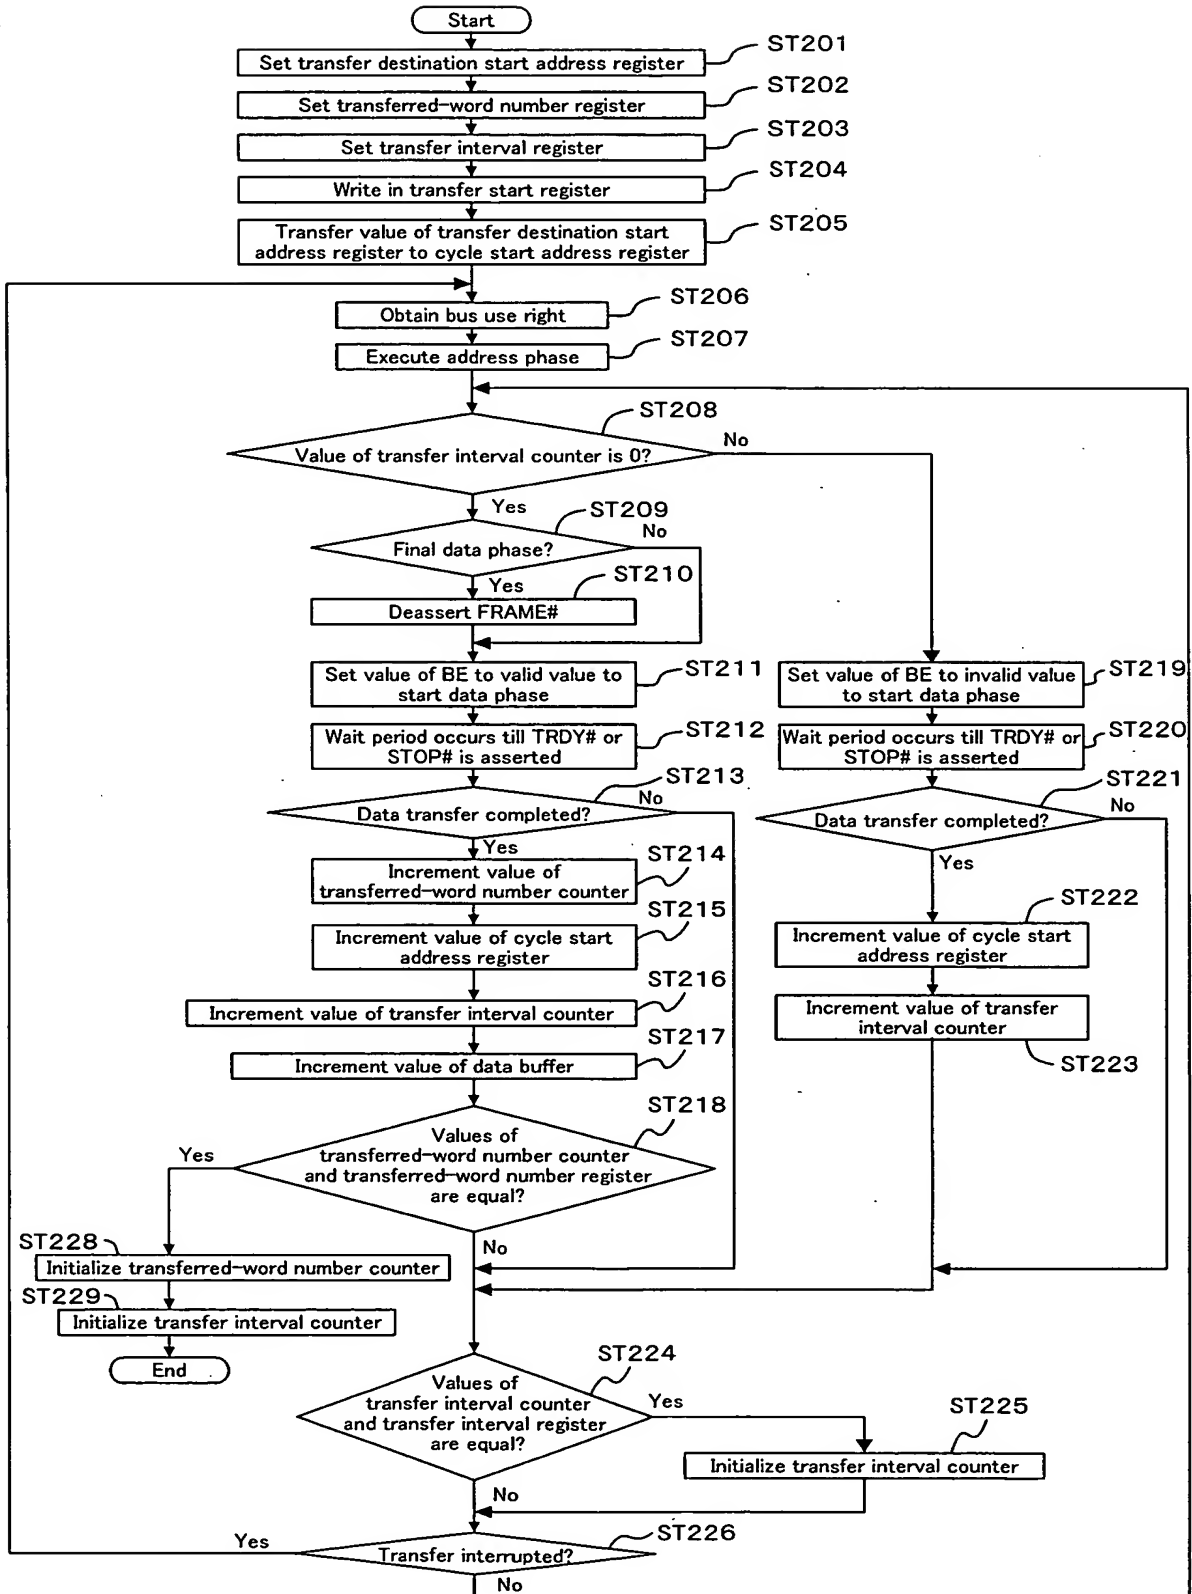 Start
ST201
Set transfer destination start address register
ST202
Set transferred-word number register
ST203
Set transfer interval register
ST204
Write in transfer start register
ST205
Transfer value of transfer destination start
address register to cycle start address register
ST206
Obtain bus use right
ST207
Execute address phase
ST208
Value of transfer interval counter is 0?
No
Yes
ST209
No
Final data phase?
ST210
Yes
Deassert FRAME#
ST211
Set value of BE to valid value to
start data phase
ST219
Set value of BE to invalid value
to start data phase
ST212
Wait period occurs till TRDY# or
STOP# is asserted
ST220
Wait period occurs till TRDY# or
STOP# is asserted
ST213
No
Data transfer completed?
Yes
ST221
No
Data transfer completed?
Yes
ST214
Increment value of
transferred-word number counter
ST215
Increment value of cycle start
address register
ST222
Increment value of cycle start
address register
ST216
Increment value of transfer interval counter
Increment value of transfer
interval counter
ST223
ST217
Increment value of data buffer
ST218
Values of
transferred-word number counter
and transferred-word number register
are equal?
Yes
No
ST228
Initialize transferred-word number counter
ST229
Initialize transfer interval counter
End
ST224
Values of
transfer interval counter
and transfer interval register
are equal?
Yes
ST225
Initialize transfer interval counter
No
ST226
Yes
Transfer interrupted?
No